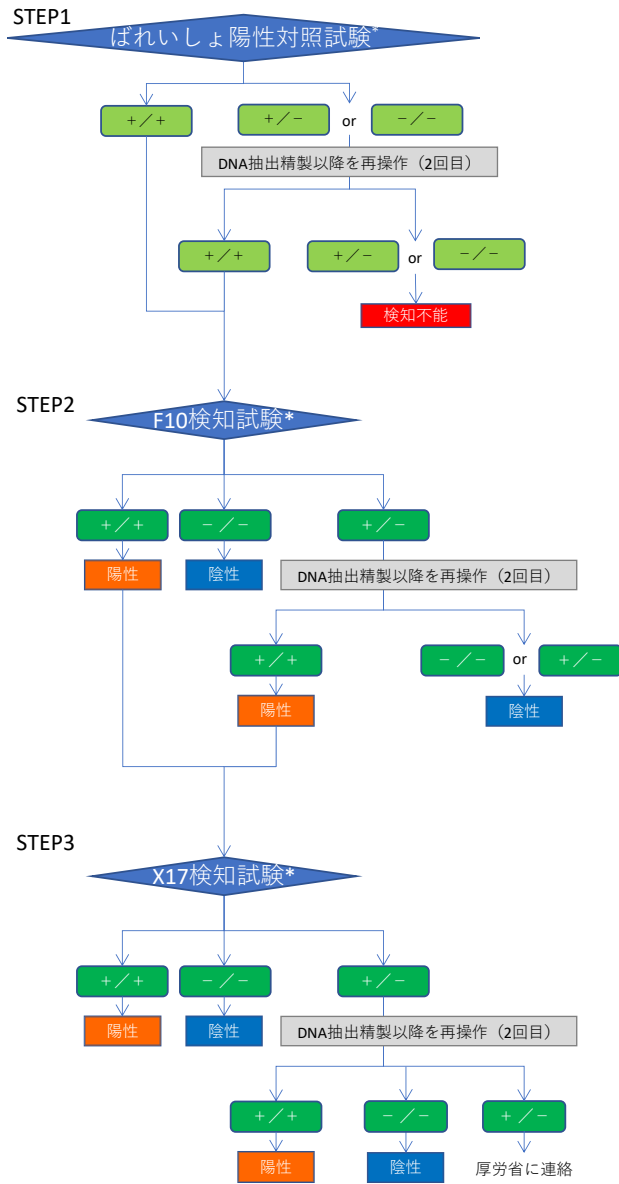 STEP1
ばれいしょ陽性対照試験*
+/+
+/-
or
-/-
DNA抽出精製以降を再操作（2回目）
+/+
+/-
or
-/-
検知不能
STEP2
F10検知試験*
+/+
-/-
+/-
陽性
陰性
DNA抽出精製以降を再操作（2回目）
+/+
-/-
or
+/-
陽性
陰性
STEP3
X17検知試験*
+/+
-/-
+/-
陽性
陰性
DNA抽出精製以降を再操作（2回目）
+/+
-/-
+/-
陽性
陰性
厚労省に連絡